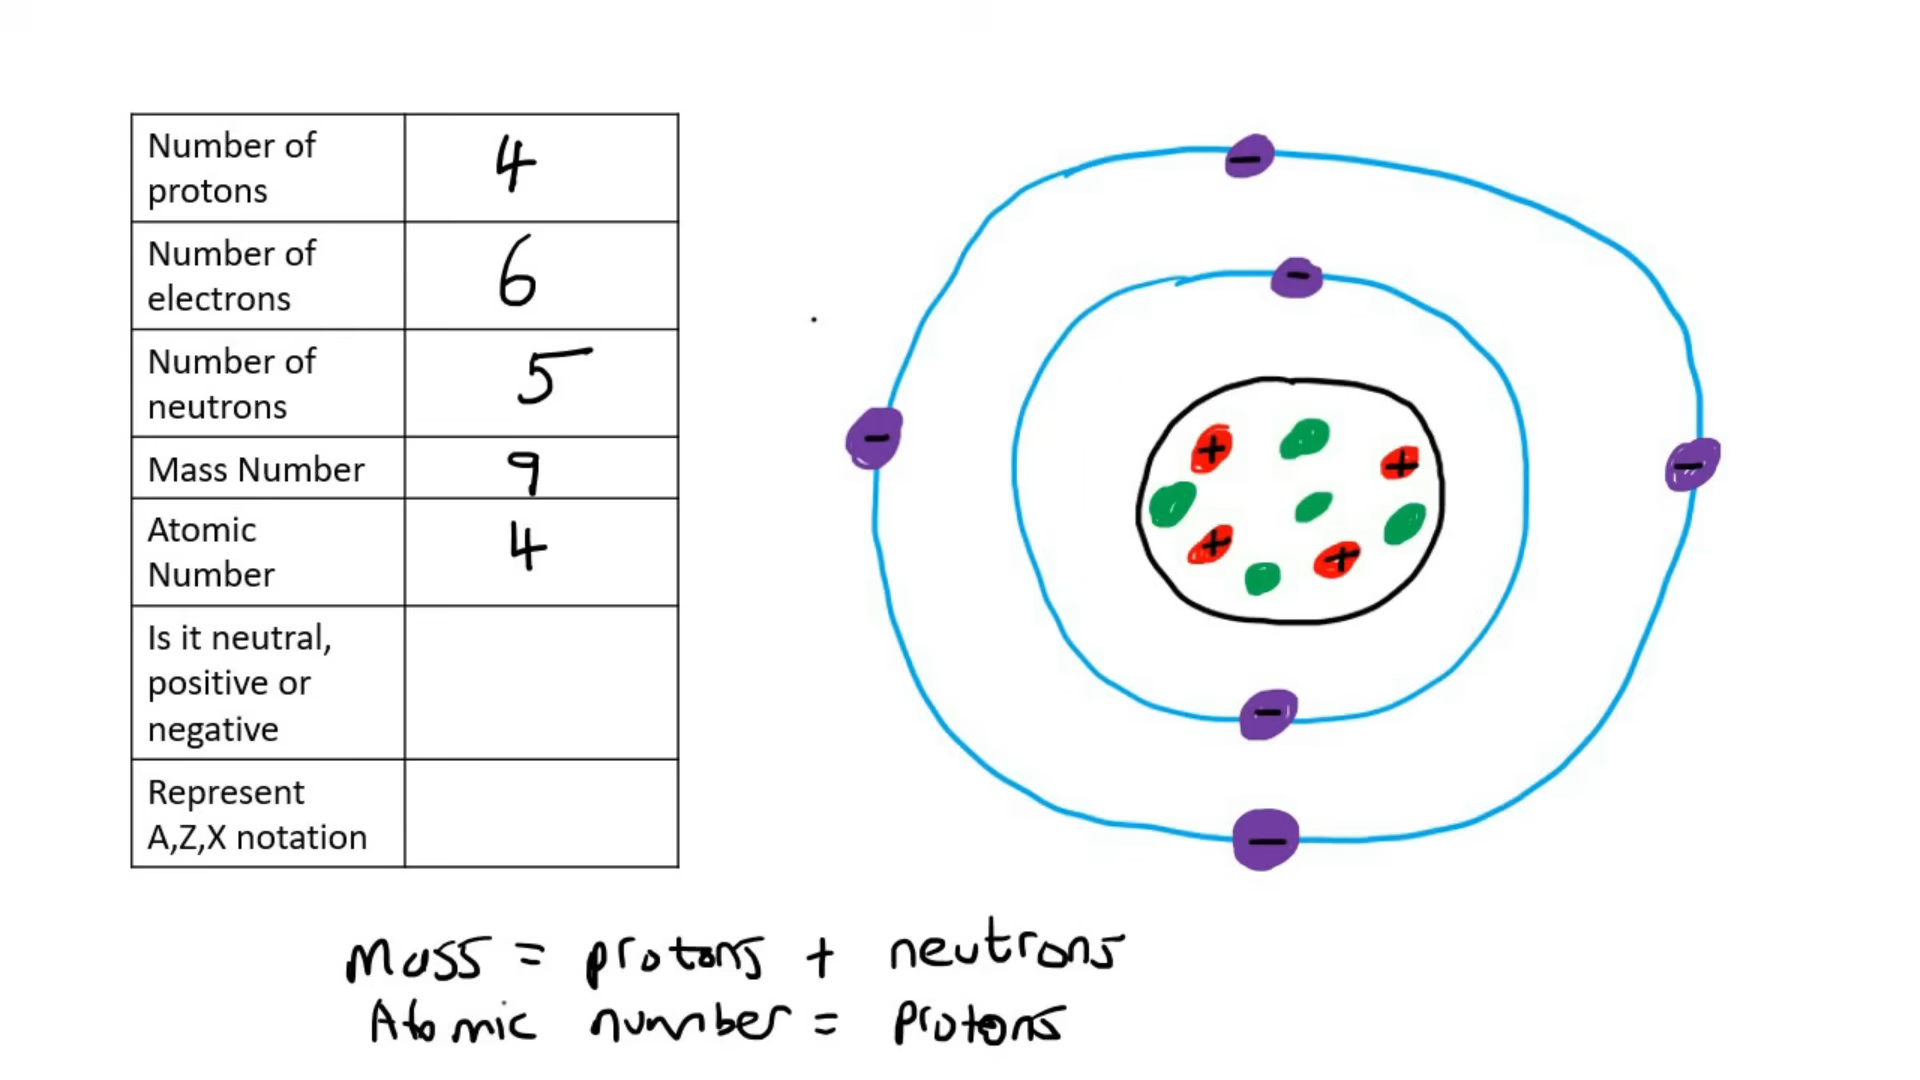 Number of
protons
4
Number of
electrons
6
Number of
neutrons
5
Mass Number
9
Atomic
Number
4
Is it neutral,
positive or
negative
Represent
A,Z,X notation
-
-
-
-
-
-
+
+
+
+
Mass = protons + neutrons
Atomic number = Protons